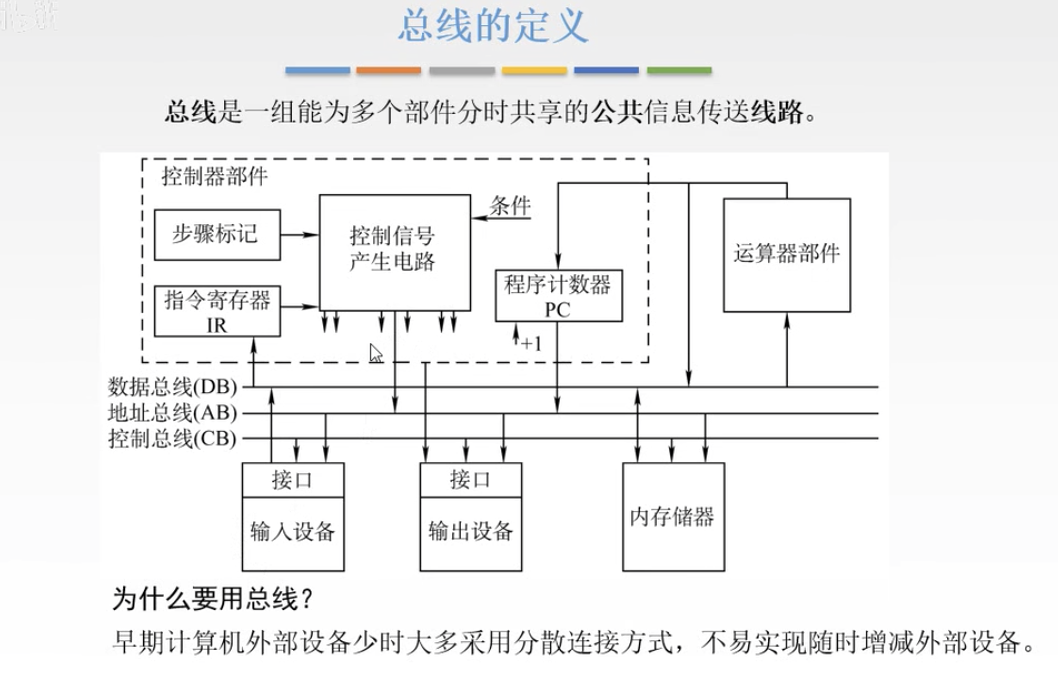 总线的定义
总线是一组能为多个部件分时共享的公共信息传送线路。
控制器部件
步骤标记
控制信号
产生电路
条件
运算器部件
指令寄存器
IR
程序计数器
PC
+1
数据总线(DB)
地址总线(AB)
控制总线(CB)
接口
输入设备
接口
输出设备
内存储器
为什么要用总线？
早期计算机外部设备少时大多采用分散连接方式，不易实现随时增减外部设备。